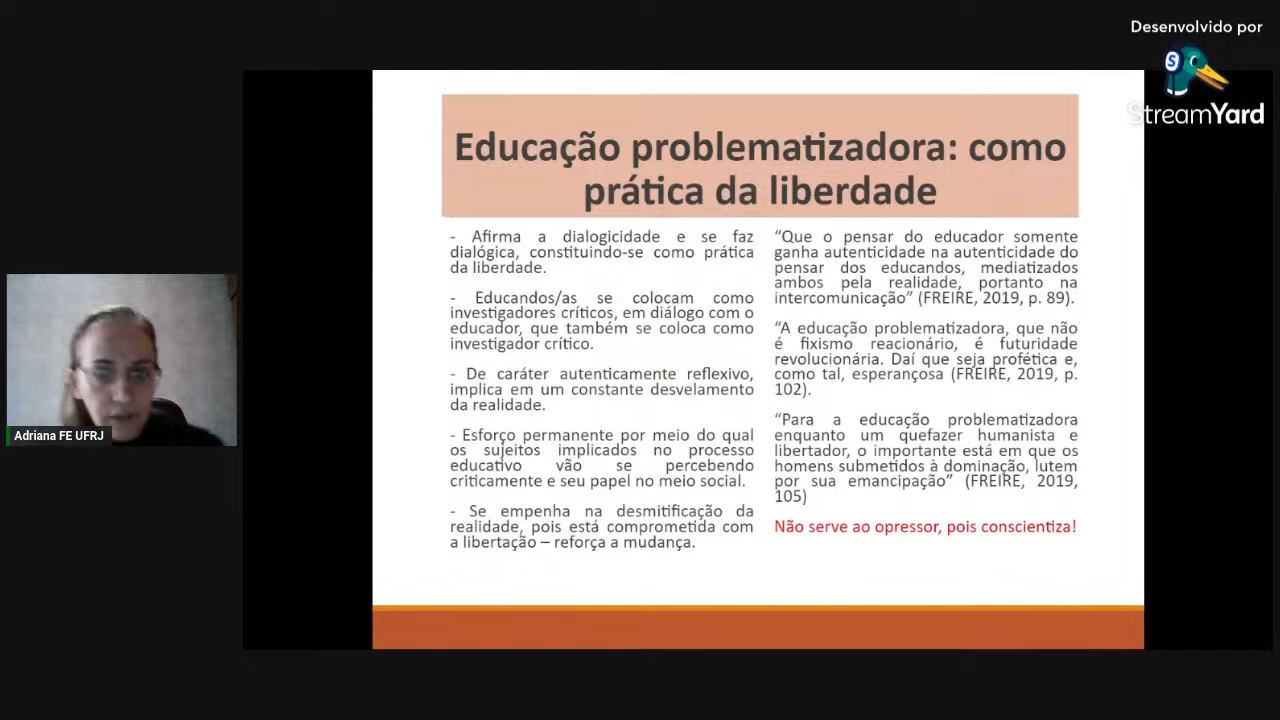 Desenvolvido por
StreamYard
Educação problematizadora: como
prática da liberdade
- Afirma a dialogicidade e se faz
dialógica, constituindo-se como prática
da liberdade.
- Educandos/as se colocam como
investigadores críticos, em diálogo com o
educador, que também se coloca como
investigador crítico.
- De caráter autenticamente reflexivo,
implica em um constante desvelamento
da realidade.
- Esforço permanente por meio do qual
os sujeitos implicados no processo
educativo vão se percebendo
criticamente e seu papel no meio social.
- Se empenha na desmitificação da
realidade, pois está comprometida com
a libertação – reforça a mudança.
“Que o pensar do educador somente
ganha autenticidade na autenticidade do
pensar dos educandos, mediatizados
ambos pela realidade, portanto na
intercomunicação” (FREIRE, 2019, p. 89).
“A educação problematizadora, que não
é fixismo reacionário, é futuridade
revolucionária. Daí que seja profética e,
como tal, esperançosa (FREIRE, 2019, p.
102).
“Para a educação problematizadora
enquanto um quefazer humanista e
libertador, o importante está em que os
homens submetidos à dominação, lutem
por sua emancipação” (FREIRE, 2019,
105)
Não serve ao opressor, pois conscientiza!
Adriana FE UFRJ